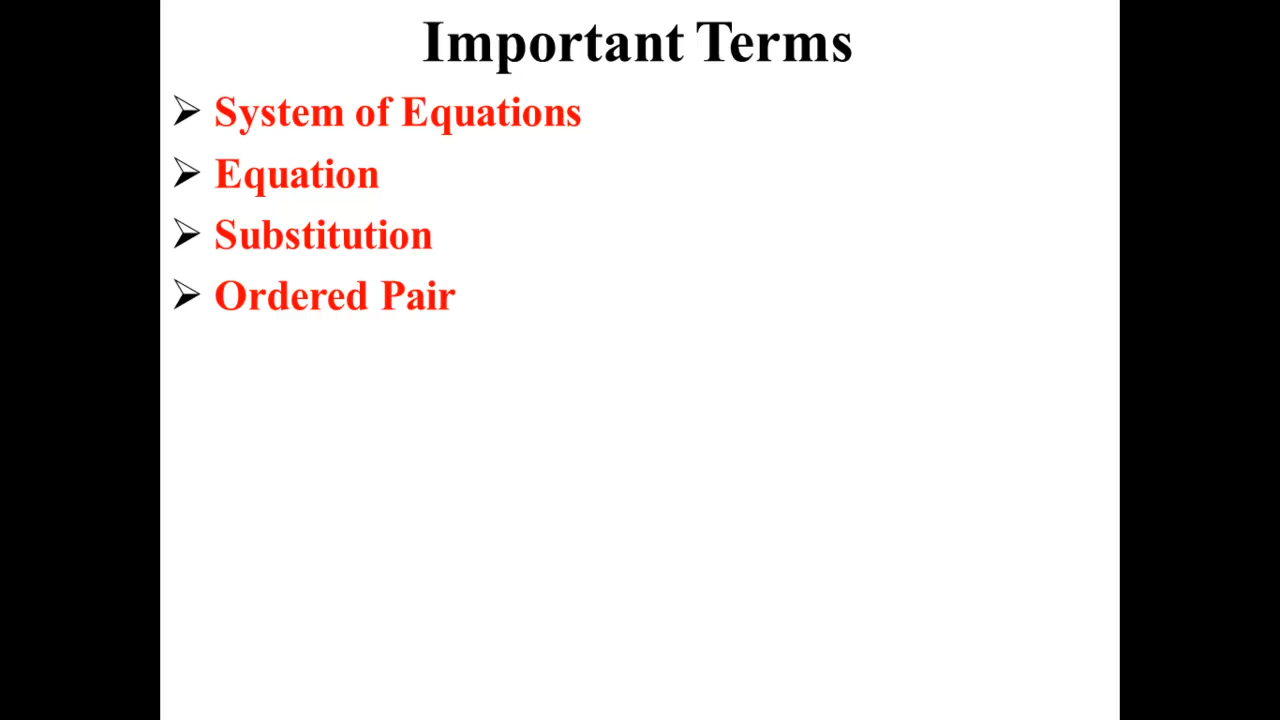 Important Terms
➢ System of Equations
➢ Equation
➢ Substitution
➢ Ordered Pair